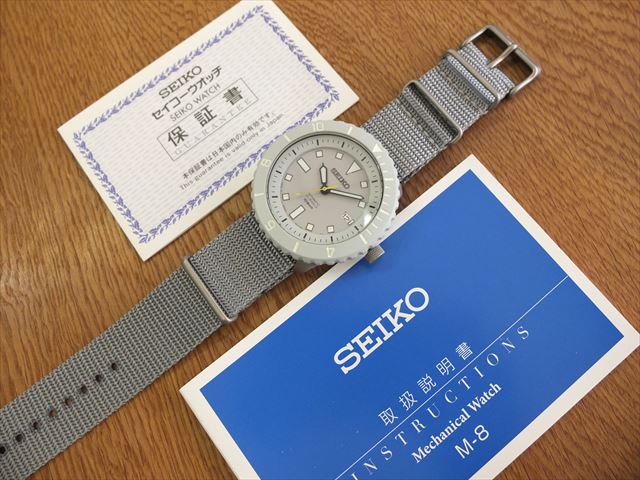 SEIKO
セイコーウオッチ
SEIKO WATCH
保証書
GUARANTEE
本保証書は日本国内のみ有効です。
This guarantee is valid only in Japan.
SEIKO
SEIKO
取扱説明書
INSTRUCTIONS
Mechanical Watch
M-8